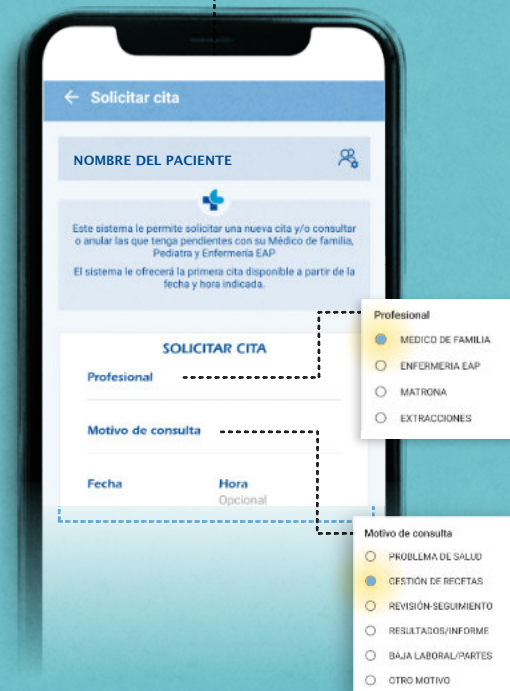 ← Solicitar cita
NOMBRE DEL PACIENTE
Este sistema le permite solicitar una nueva cita y/o consultar
o anular las que tenga pendientes con su Médico de familia,
Pediatra y Enfermería EAP
El sistema le ofrecerá la primera cita disponible a partir de la
fecha y hora indicada.
SOLICITAR CITA
Profesional
Motivo de consulta
Fecha
Hora
Opcional
Profesional
MEDICO DE FAMILIA
ENFERMERIA EAP
MATRONA
EXTRACCIONES
Motivo de consulta
PROBLEMA DE SALUD
GESTIÓN DE RECETAS
REVISIÓN-SEGUIMIENTO
RESULTADOS/INFORME
BAJA LABORAL/PARTES
OTRO MOTIVO